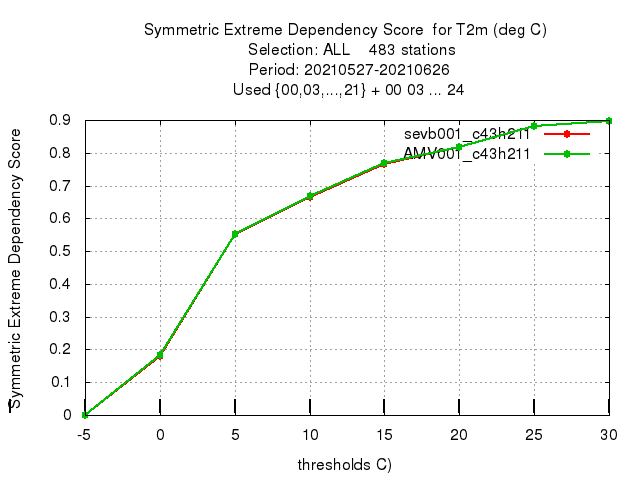 Symmetric Extreme Dependency Score  for T2m (deg C)
Selection: ALL    483 stations
Period: 20210527-20210626
Used {00,03,...,21} + 00 03 ... 24
Symmetric Extreme Dependency Score
0.9
0.8
0.7
0.6
0.5
0.4
0.3
0.2
0.1
0
sevb001_c43h211
AMV001_c43h211
-5 0 5 10 15 20 25 30
thresholds C)